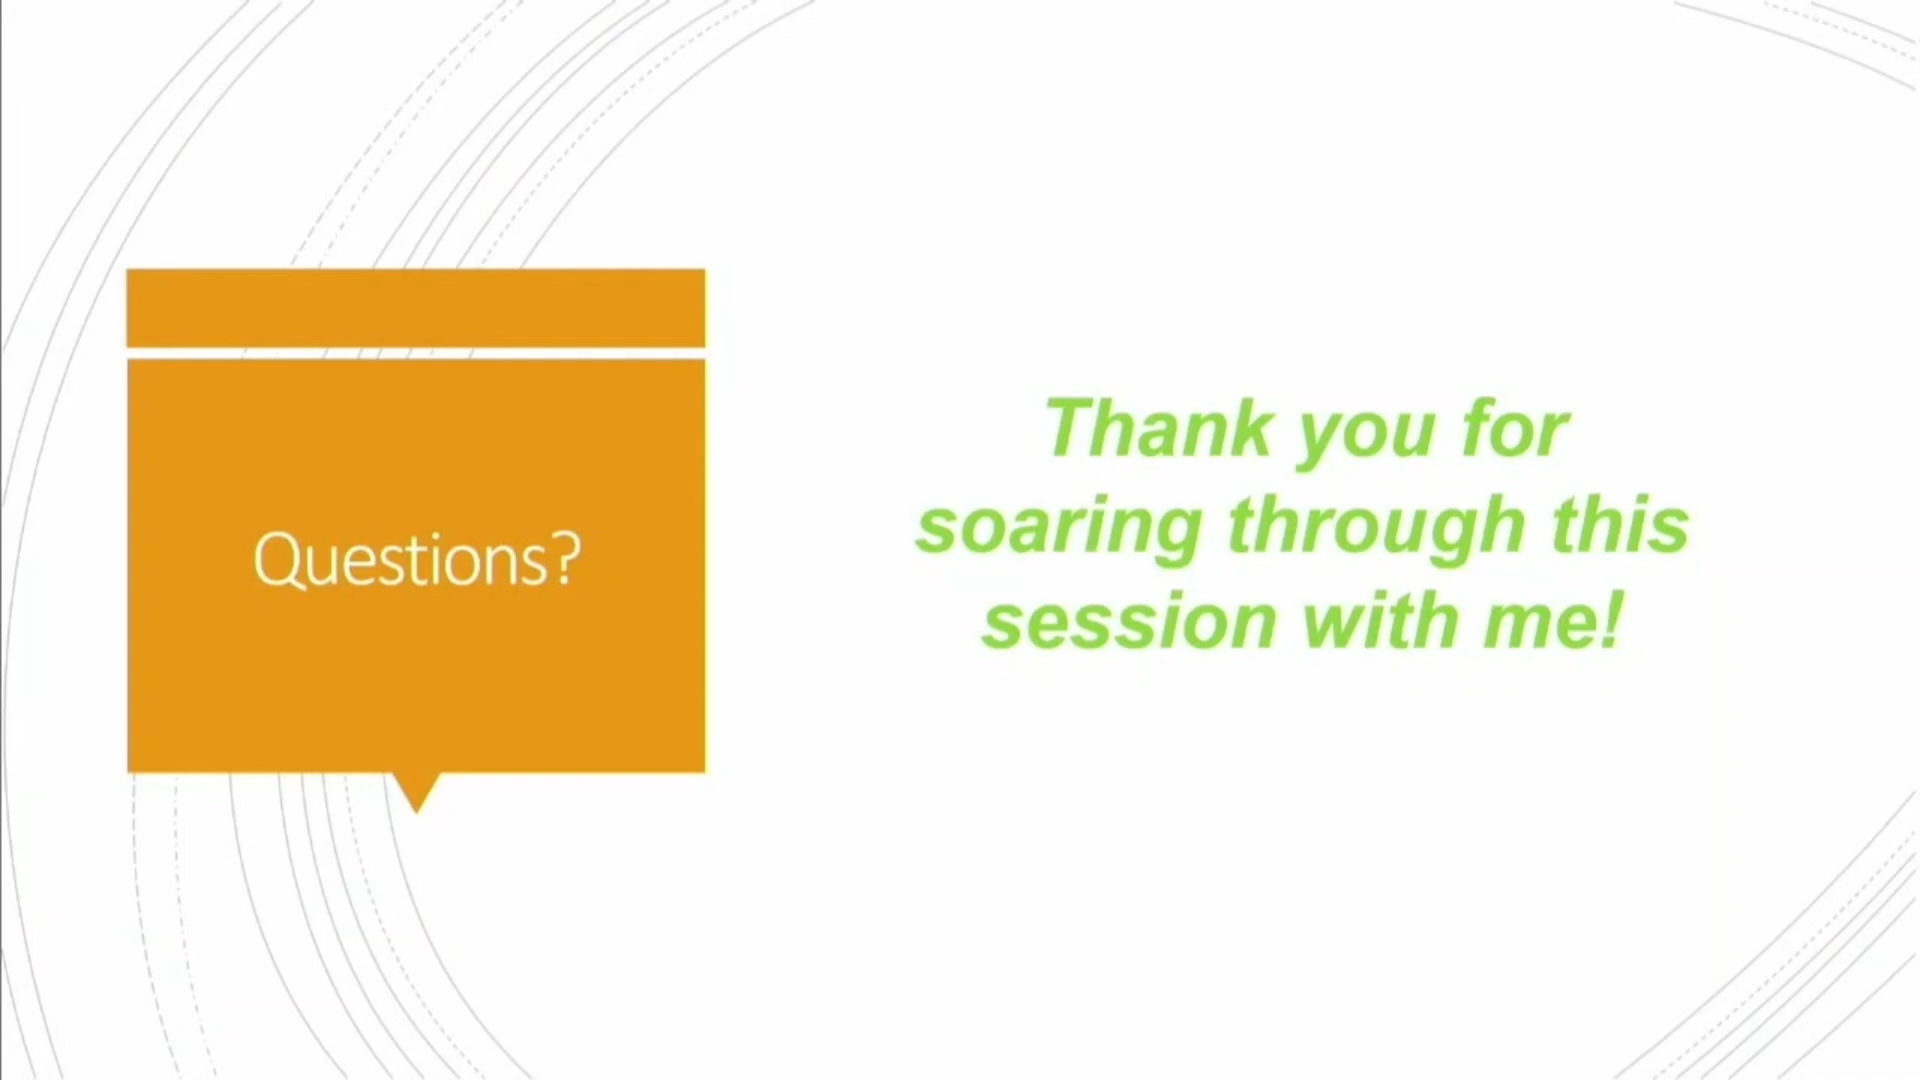 Questions?
Thank you for
soaring through this
session with me!